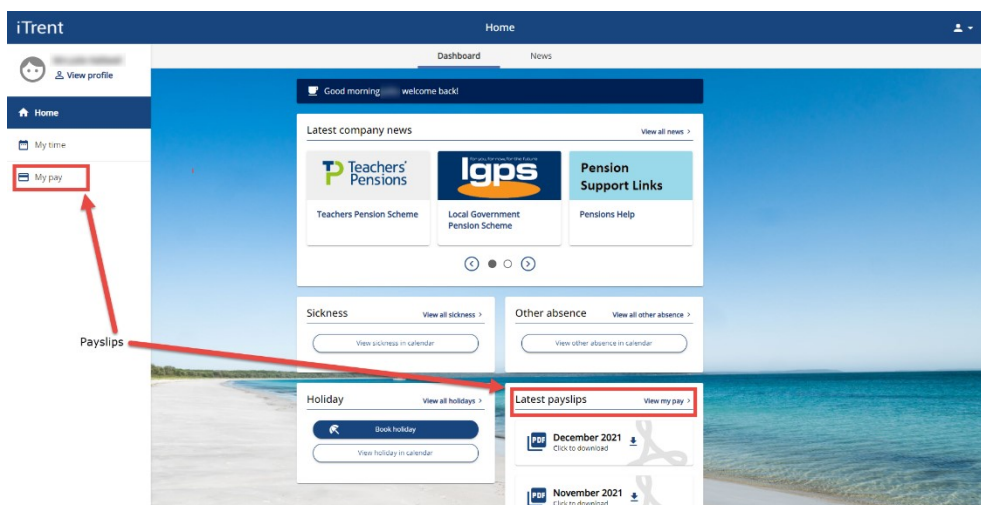 iTrent
Home
View profile
Home
My time
My pay
Payslips
Dashboard
News
Good morning welcome back!
Latest company news
View all news >
TP Teachers' Pensions
for you, for now, for the future
lgps
Pension
Support Links
Teachers Pension Scheme
Local Government
Pension Scheme
Pensions Help
Sickness
View all sickness >
View sickness in calendar
Other absence
View all other absence >
View other absence in calendar
Holiday
View all holidays >
Book holiday
View holiday in calendar
Latest payslips
View my pay >
PDF
December 2021
Click to download
PDF
November 2021
Click to download